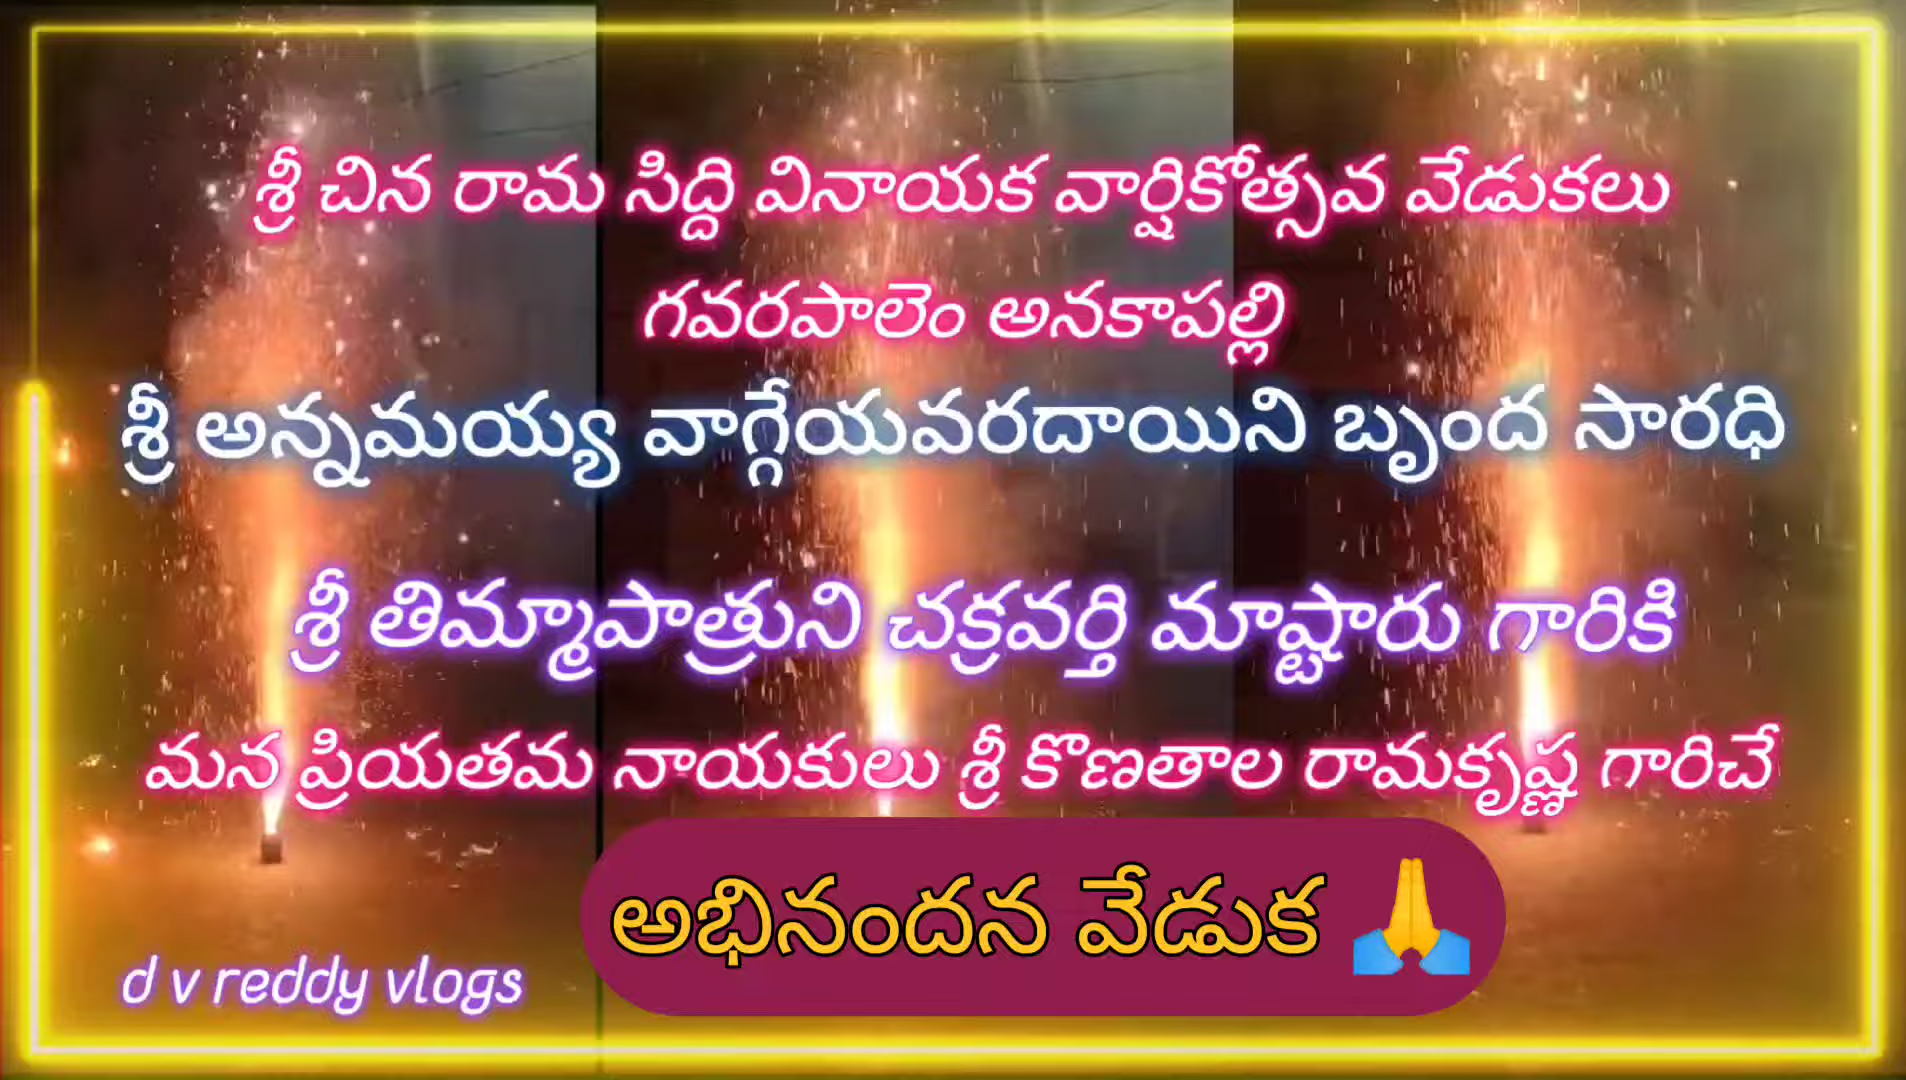 శ్రీ చిన రామ సిద్ది వినాయక వార్షికోత్సవ వేడుకలు
గవరపాలెం అనకాపల్లి
శ్రీ అన్నమయ్య వాగ్గేయవరదాయిని బృంద సారధి
శ్రీ తిమ్మాపాత్రుని చక్రవర్తి మాష్టారు గారికి
మన ప్రియతమ నాయకులు శ్రీ కొణతాల రామకృష్ణ గారిచే
అభినందన వేడుక 🙏
d v reddy vlogs